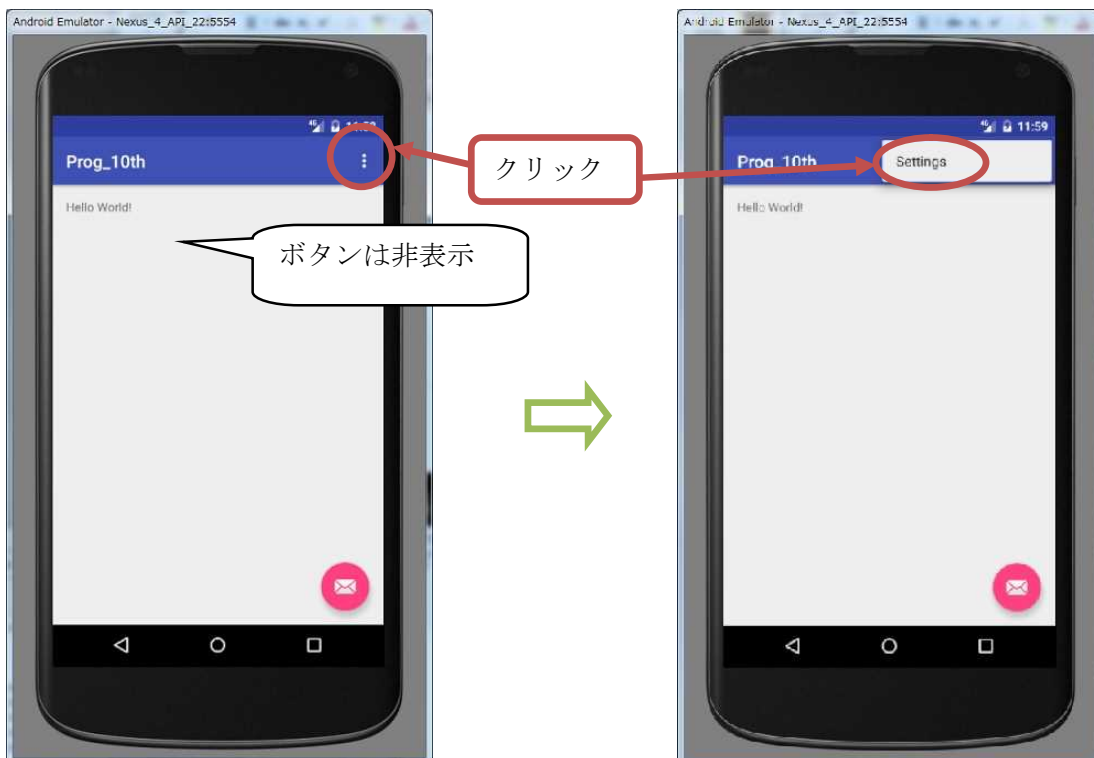 Android Emulator - Nexus_4_API_22:5554
Prog_10th
Hello World!
ボタンは非表示
クリック
Android Emulator - Nexus_4_API_22:5554
11:59
Prog_10th
Settings
Hello World!